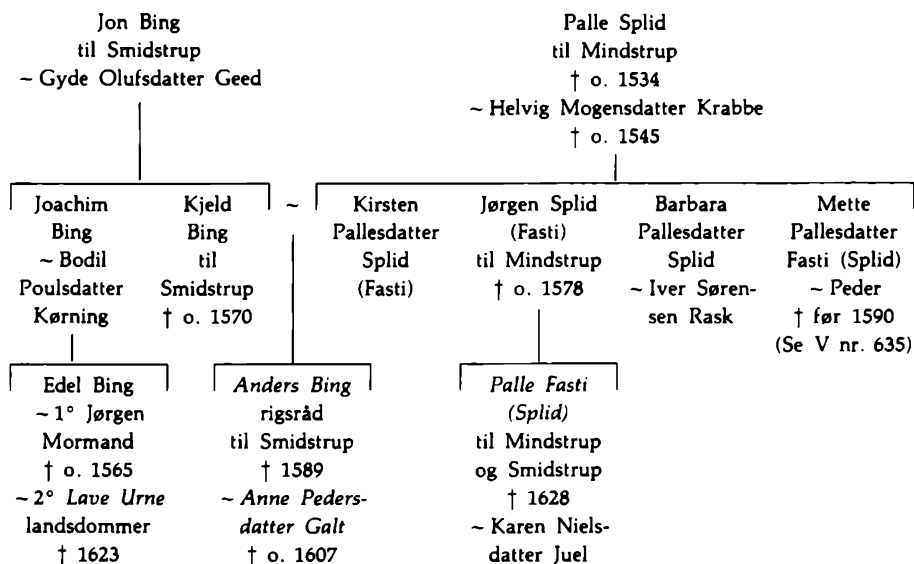 Jon Bing
til Smidstrup
~ Gyde Olufsdatter Geed
Palle Splid
til Mindstrup
† o. 1534
~ Helvig Mogensdatter Krabbe
† o. 1545
Joachim
Bing
~ Bodil
Poulsdatter
Kørning
Kjeld
Bing
til
Smidstrup
† o. 1570
~
Kirsten
Pallesdatter
Splid
(Fasti)
Jørgen Splid
(Fasti)
til Mindstrup
† o. 1578
Barbara
Pallesdatter
Splid
~ Iver Søren-
sen Rask
Mette
Pallesdatter
Fasti (Splid)
~ Peder
† før 1590
(Se V nr. 635)
Edel Bing
~ 1° Jørgen
Mormand
† o. 1565
~ 2° Lave Urne
landsdommer
† 1623
Anders Bing
rigsråd
til Smidstrup
† 1589
~ Anne Peders-
datter Galt
† o. 1607
Palle Fasti
(Splid)
til Mindstrup
og Smidstrup
† 1628
~ Karen Niels-
datter Juel